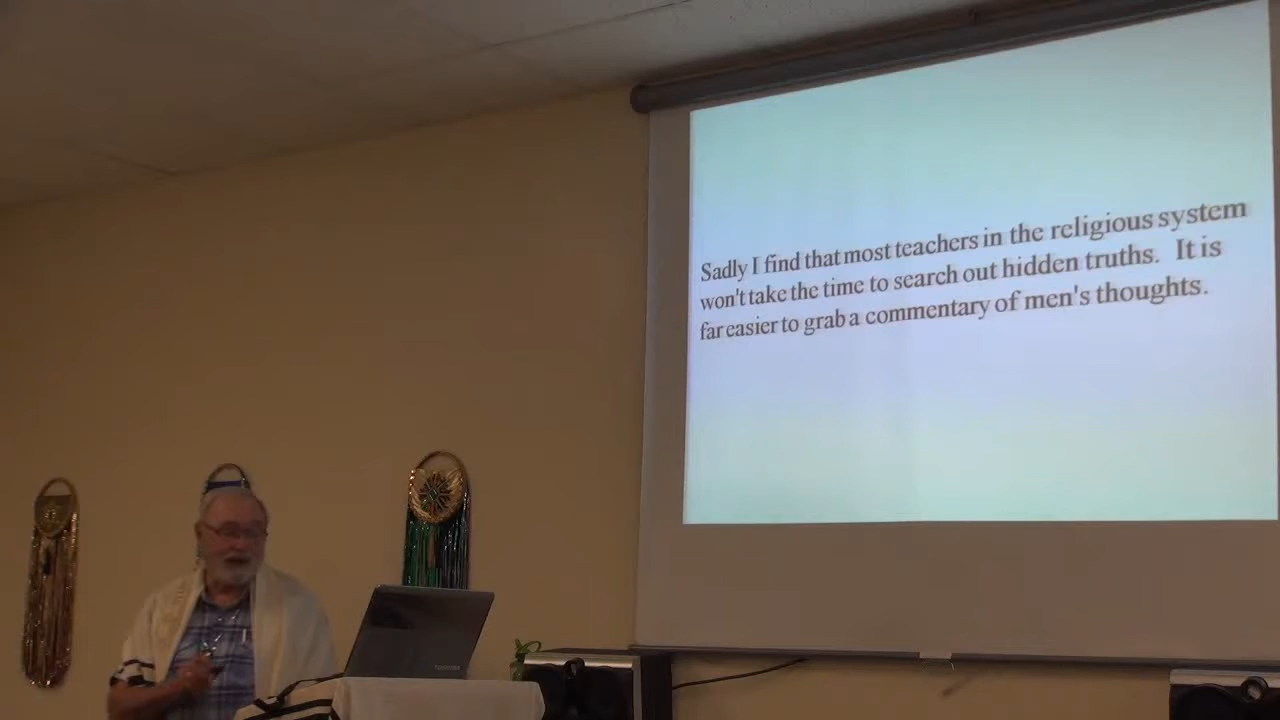 Sadly I find that most teachers in the religious system
won't take the time to search out hidden truths. It is
far easier to grab a commentary of men's thoughts.
TOSHIBA